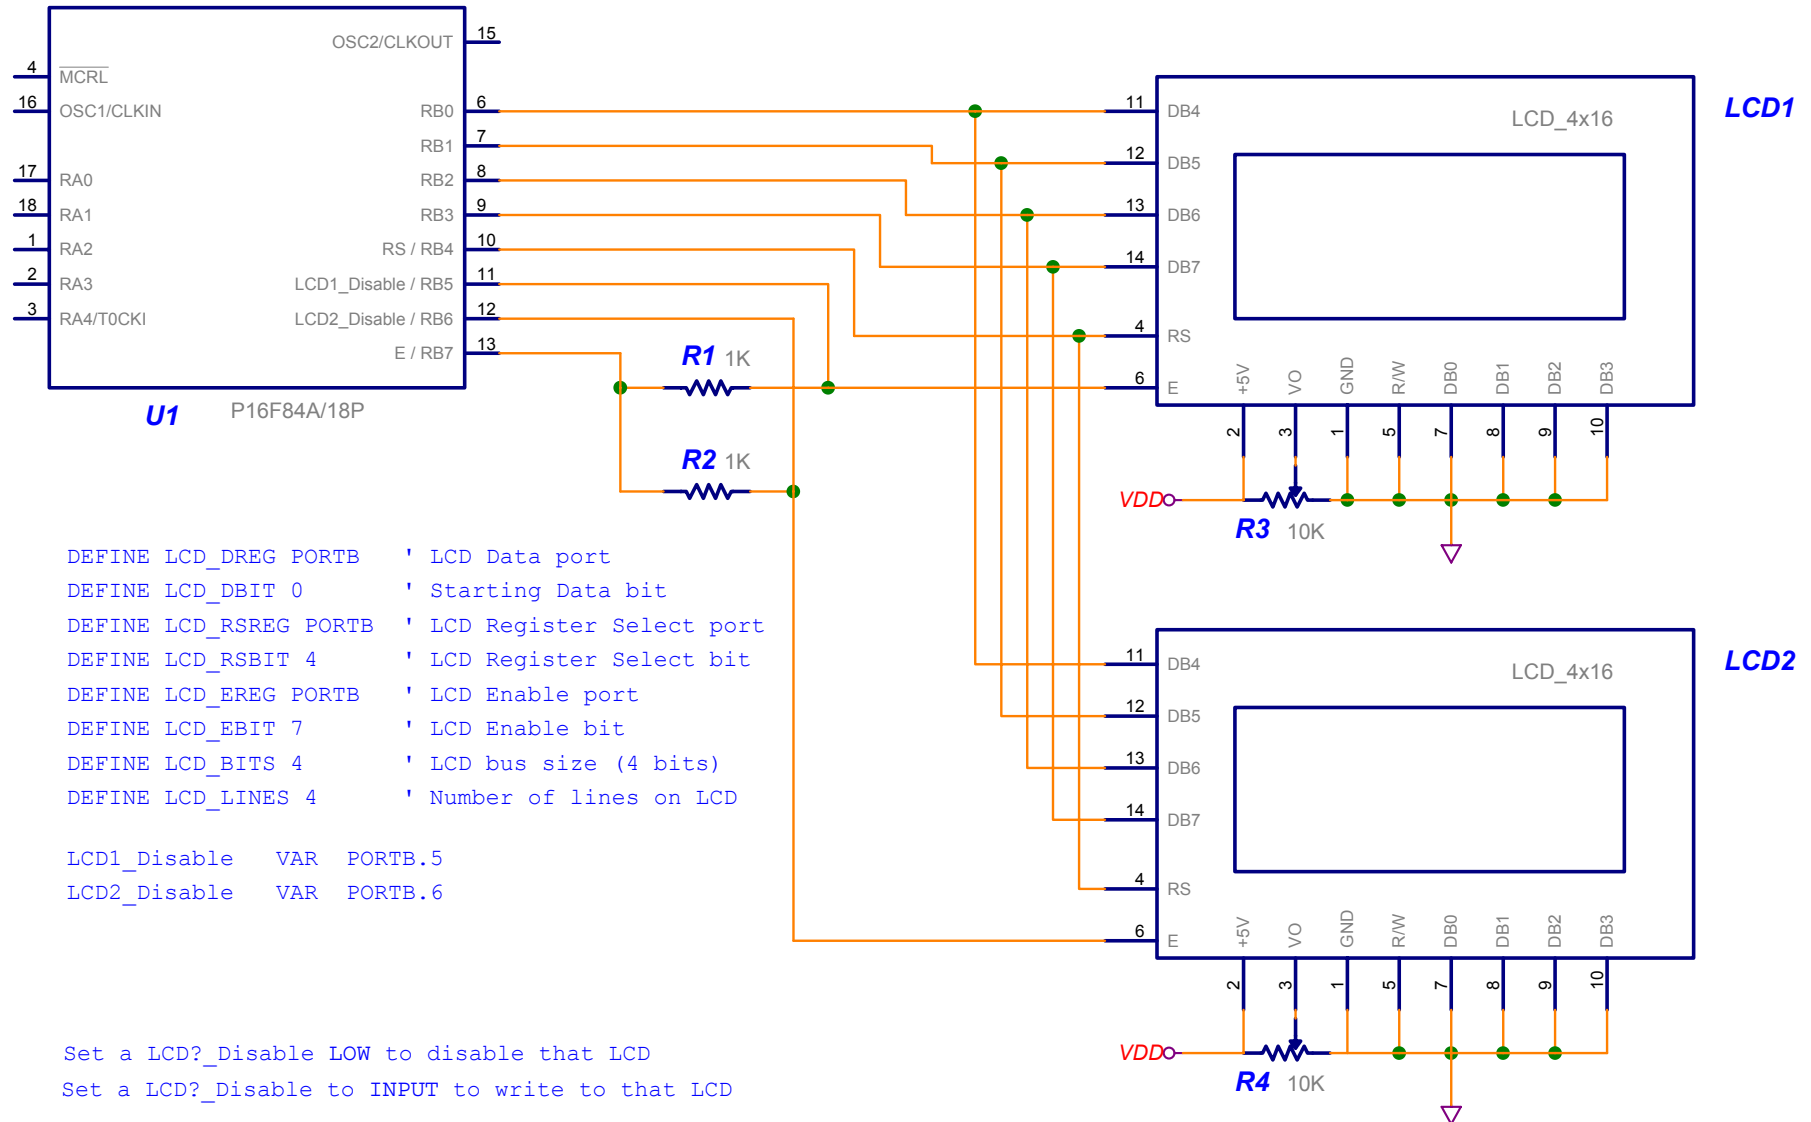 OSC2/CLKOUT 15
4 MCRL
16 OSC1/CLKIN
RB0 6
RB1 7
17 RA0
RB2 8
18 RA1
RB3 9
1 RA2
RS / RB4 10
2 RA3
LCD1_Disable / RB5 11
3 RA4/T0CKI
LCD2_Disable / RB6 12
E / RB7 13
U1 P16F84A/18P
R1 1K
R2 1K
LCD1
LCD_4x16
11 DB4
12 DB5
13 DB6
14 DB7
4 RS
6 E
+5V VO GND R/W DB0 DB1 DB2 DB3
2 3 1 5 7 8 9 10
VDD
R3 10K
DEFINE LCD_DREG PORTB ' LCD Data port
DEFINE LCD_DBIT 0 ' Starting Data bit
DEFINE LCD_RSREG PORTB ' LCD Register Select port
DEFINE LCD_RSBIT 4 ' LCD Register Select bit
DEFINE LCD_EREG PORTB ' LCD Enable port
DEFINE LCD_EBIT 7 ' LCD Enable bit
DEFINE LCD_BITS 4 ' LCD bus size (4 bits)
DEFINE LCD_LINES 4 ' Number of lines on LCD
LCD1_Disable VAR PORTB.5
LCD2_Disable VAR PORTB.6
LCD2
LCD_4x16
11 DB4
12 DB5
13 DB6
14 DB7
4 RS
6 E
+5V VO GND R/W DB0 DB1 DB2 DB3
2 3 1 5 7 8 9 10
VDD
R4 10K
Set a LCD?_Disable LOW to disable that LCD
Set a LCD?_Disable to INPUT to write to that LCD